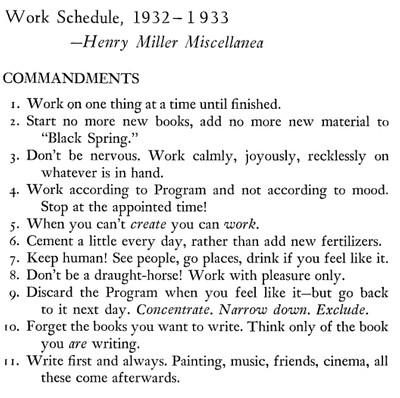 Work Schedule, 1932–1933
—Henry Miller Miscellanea
COMMANDMENTS
1. Work on one thing at a time until finished.
2. Start no more new books, add no more new material to
"Black Spring."
3. Don't be nervous. Work calmly, joyously, recklessly on
whatever is in hand.
4. Work according to Program and not according to mood.
Stop at the appointed time!
5. When you can't create you can work.
6. Cement a little every day, rather than add new fertilizers.
7. Keep human! See people, go places, drink if you feel like it.
8. Don't be a draught-horse! Work with pleasure only.
9. Discard the Program when you feel like it—but go back
to it next day. Concentrate. Narrow down. Exclude.
10. Forget the books you want to write. Think only of the book
you are writing.
11. Write first and always. Painting, music, friends, cinema, all
these come afterwards.